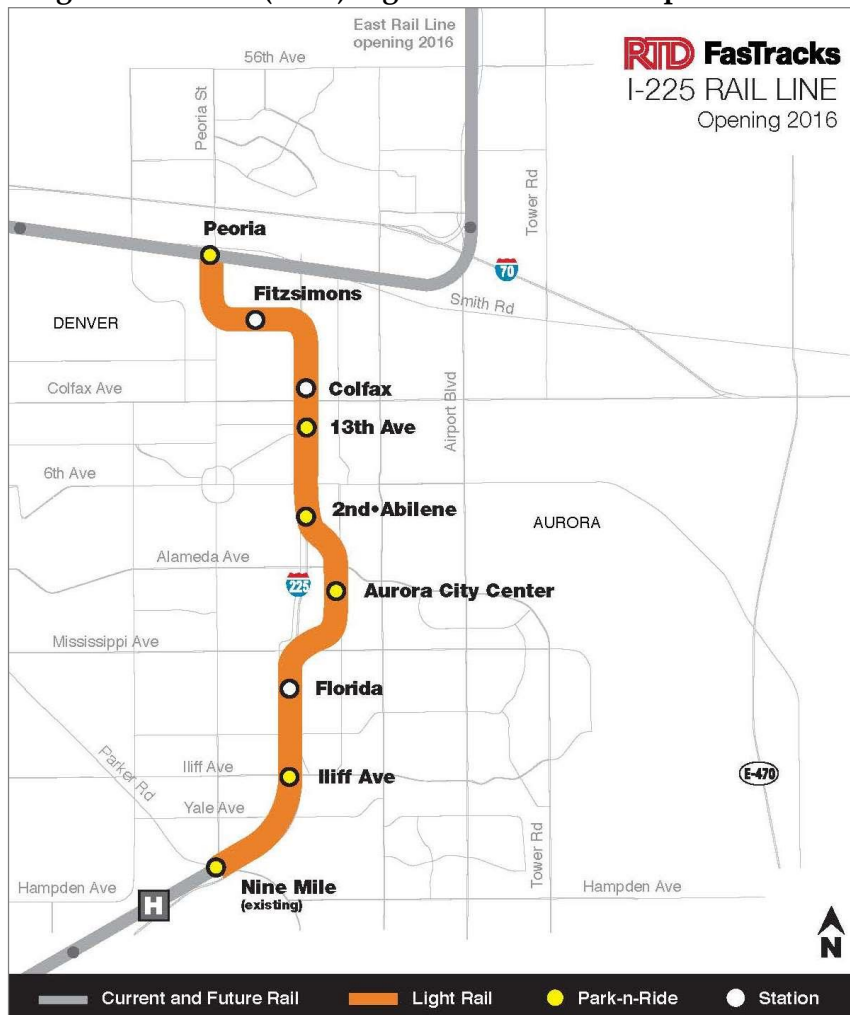 East Rail Line
opening 2016
RTD FasTracks
I-225 RAIL LINE
Opening 2016
56th Ave
Peoria St
Tower Rd
Peoria
70
Fitzsimons
Smith Rd
DENVER
Colfax Ave
Colfax
Airport Blvd
13th Ave
6th Ave
2nd•Abilene
AURORA
Alameda Ave
225
Aurora City Center
Mississippi Ave
Florida
Parker Rd
Iliff Ave
Iliff Ave
E-470
Yale Ave
Tower Rd
Hampden Ave
H
Nine Mile
(existing)
Hampden Ave
N
Current and Future Rail
Light Rail
Park-n-Ride
Station